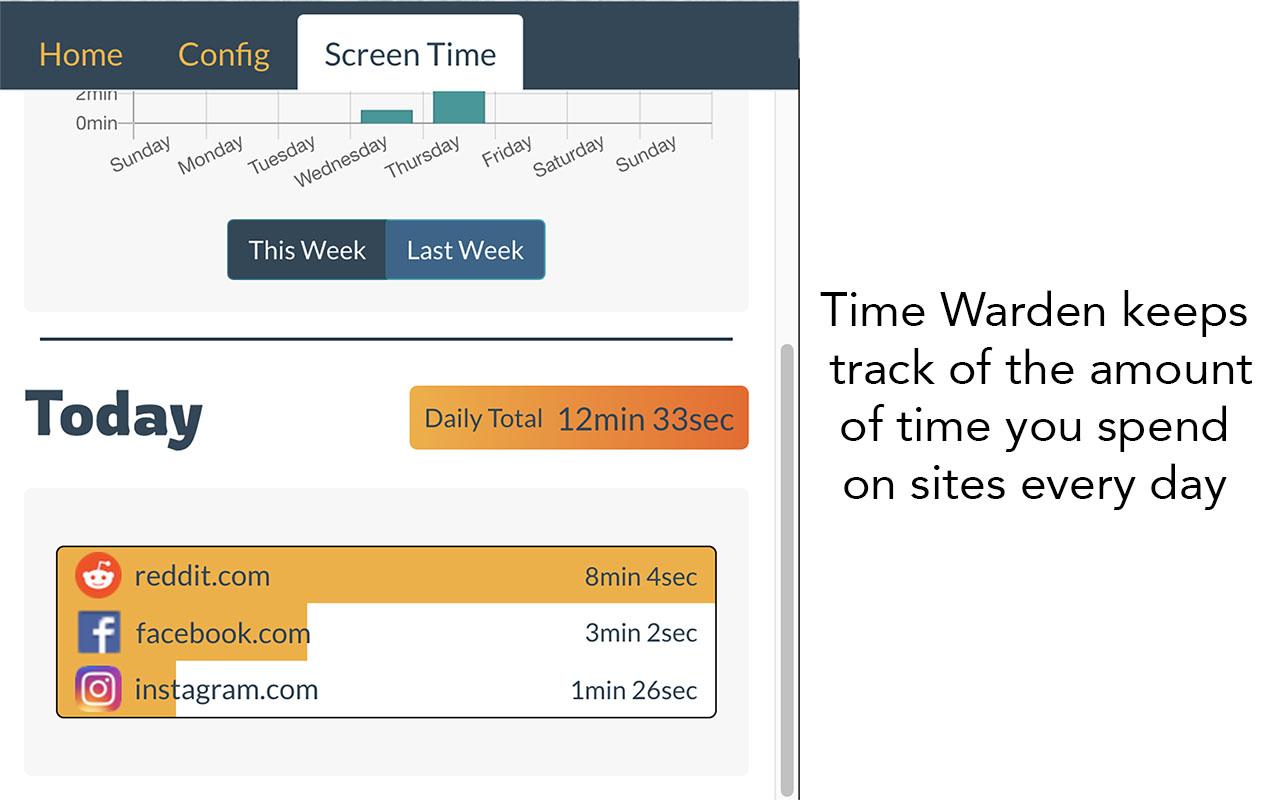 Home Config Screen Time
2min
0min
Sunday Monday Tuesday Wednesday Thursday Friday Saturday Sunday
This Week Last Week
Today
Daily Total 12min 33sec
reddit.com 8min 4sec
facebook.com 3min 2sec
instagram.com 1min 26sec
Time Warden keeps
track of the amount
of time you spend
on sites every day